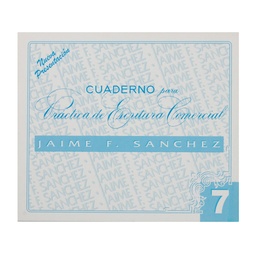 Nueva
Presentación
CUADERNO para
Práctica de Escritura Comercial
JAIME F. SANCHEZ
7